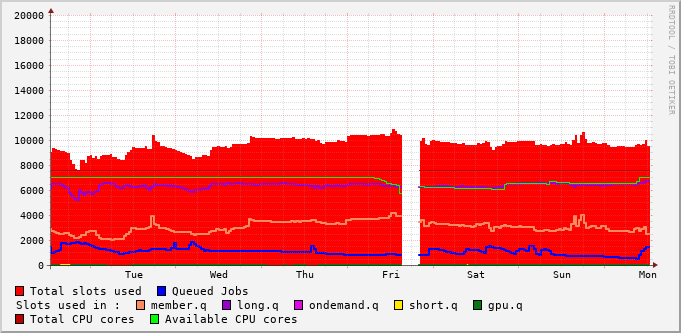 20000
18000
16000
14000
12000
10000
8000
6000
4000
2000
0
Tue Wed Thu Fri Sat Sun Mon
RRDTOOL / TOBI OETIKER
Total slots used Queued Jobs
Slots used in : member.q long.q ondemand.q short.q gpu.q
Total CPU cores Available CPU cores